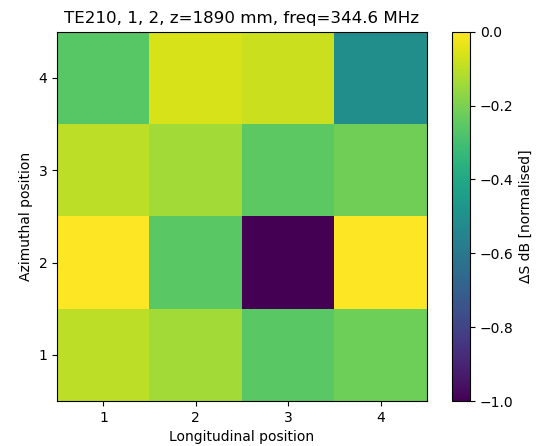 TE210, 1, 2, z=1890 mm, freq=344.6 MHz
4
3
2
1
Azimuthal position
1 2 3 4
Longitudinal position
0.0
−0.2
−0.4
−0.6
−0.8
−1.0
ΔS dB [normalised]